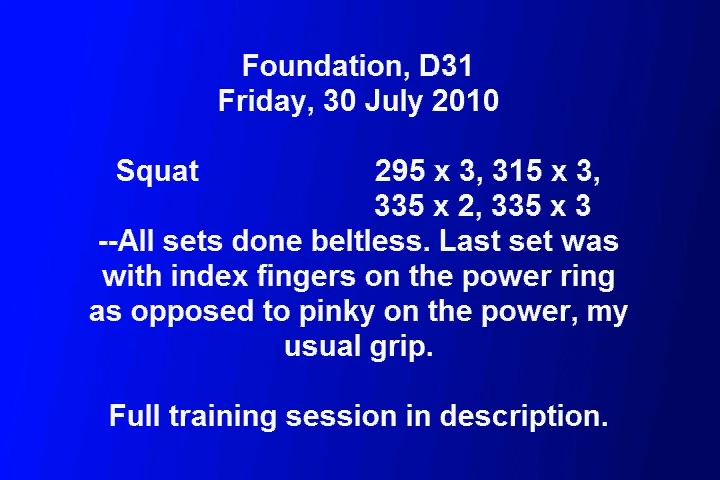 Foundation, D31
Friday, 30 July 2010
Squat 295 x 3, 315 x 3,
335 x 2, 335 x 3
--All sets done beltless. Last set was
with index fingers on the power ring
as opposed to pinky on the power, my
usual grip.
Full training session in description.